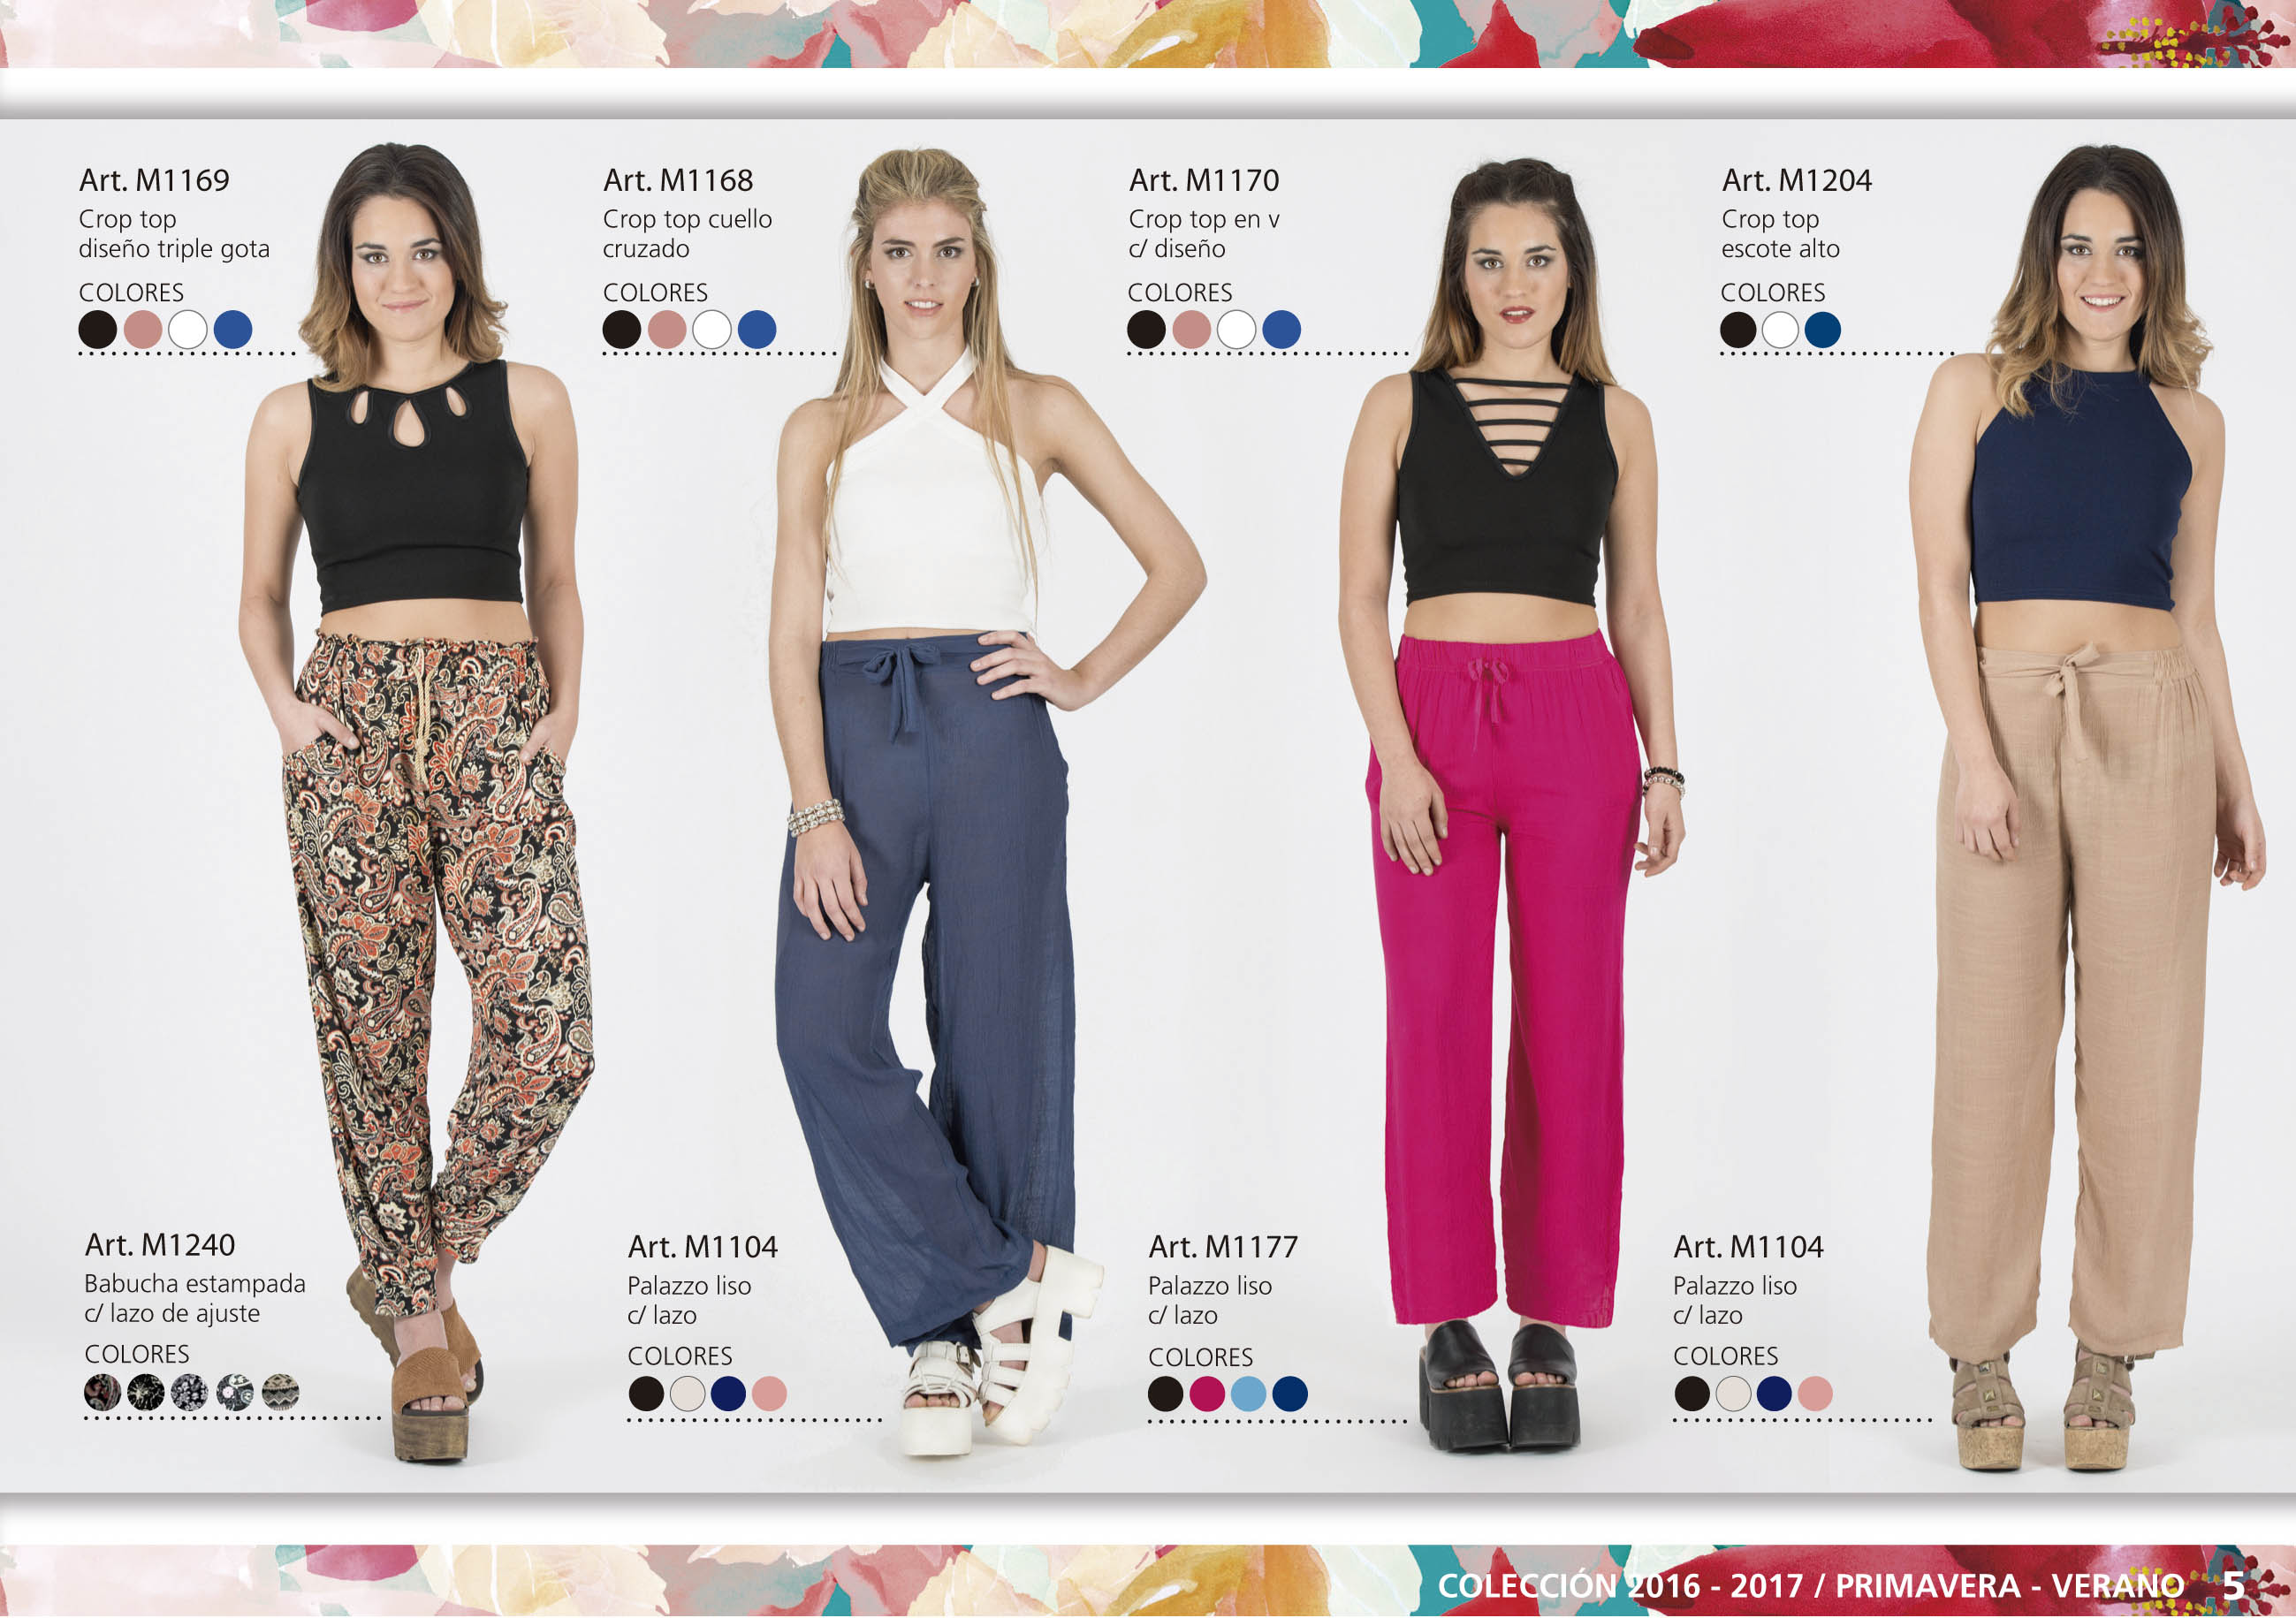 Art. M1169
Crop top
diseño triple gota
COLORES
Art. M1168
Crop top cuello
cruzado
COLORES
Art. M1170
Crop top en v
c/ diseño
COLORES
Art. M1204
Crop top
escote alto
COLORES
Art. M1240
Babucha estampada
c/ lazo de ajuste
COLORES
Art. M1104
Palazzo liso
c/ lazo
COLORES
Art. M1177
Palazzo liso
c/ lazo
COLORES
Art. M1104
Palazzo liso
c/ lazo
COLORES
COLECCIÓN 2016 - 2017 / PRIMAVERA - VERANO 5